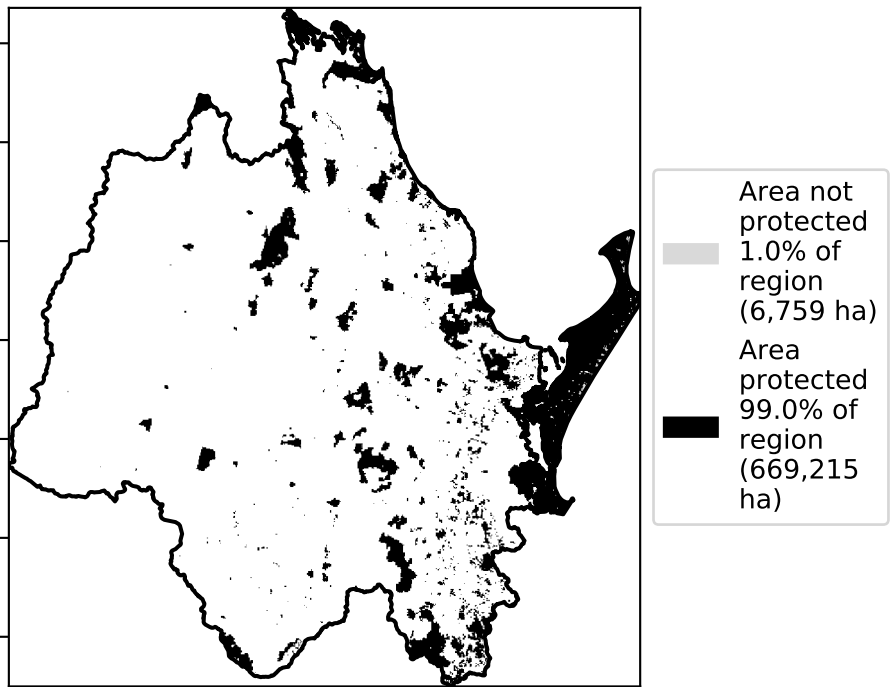 Area not
protected
1.0% of
region
(6,759 ha)
Area
protected
99.0% of
region
(669,215
ha)